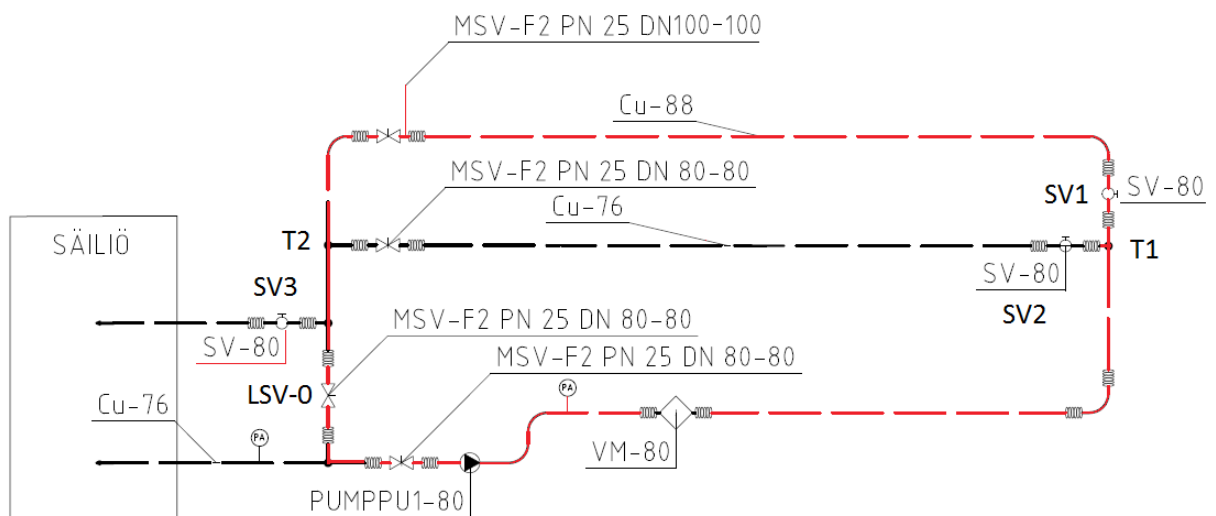 MSV-F2 PN 25 DN100-100
Cu-88
MSV-F2 PN 25 DN 80-80
SV1
SV-80
Cu-76
SÄILIÖ
T2
T1
SV-80
SV3
SV2
MSV-F2 PN 25 DN 80-80
SV-80
MSV-F2 PN 25 DN 80-80
LSV-0
PA
Cu-76
PA
VM-80
PUMPPU1-80